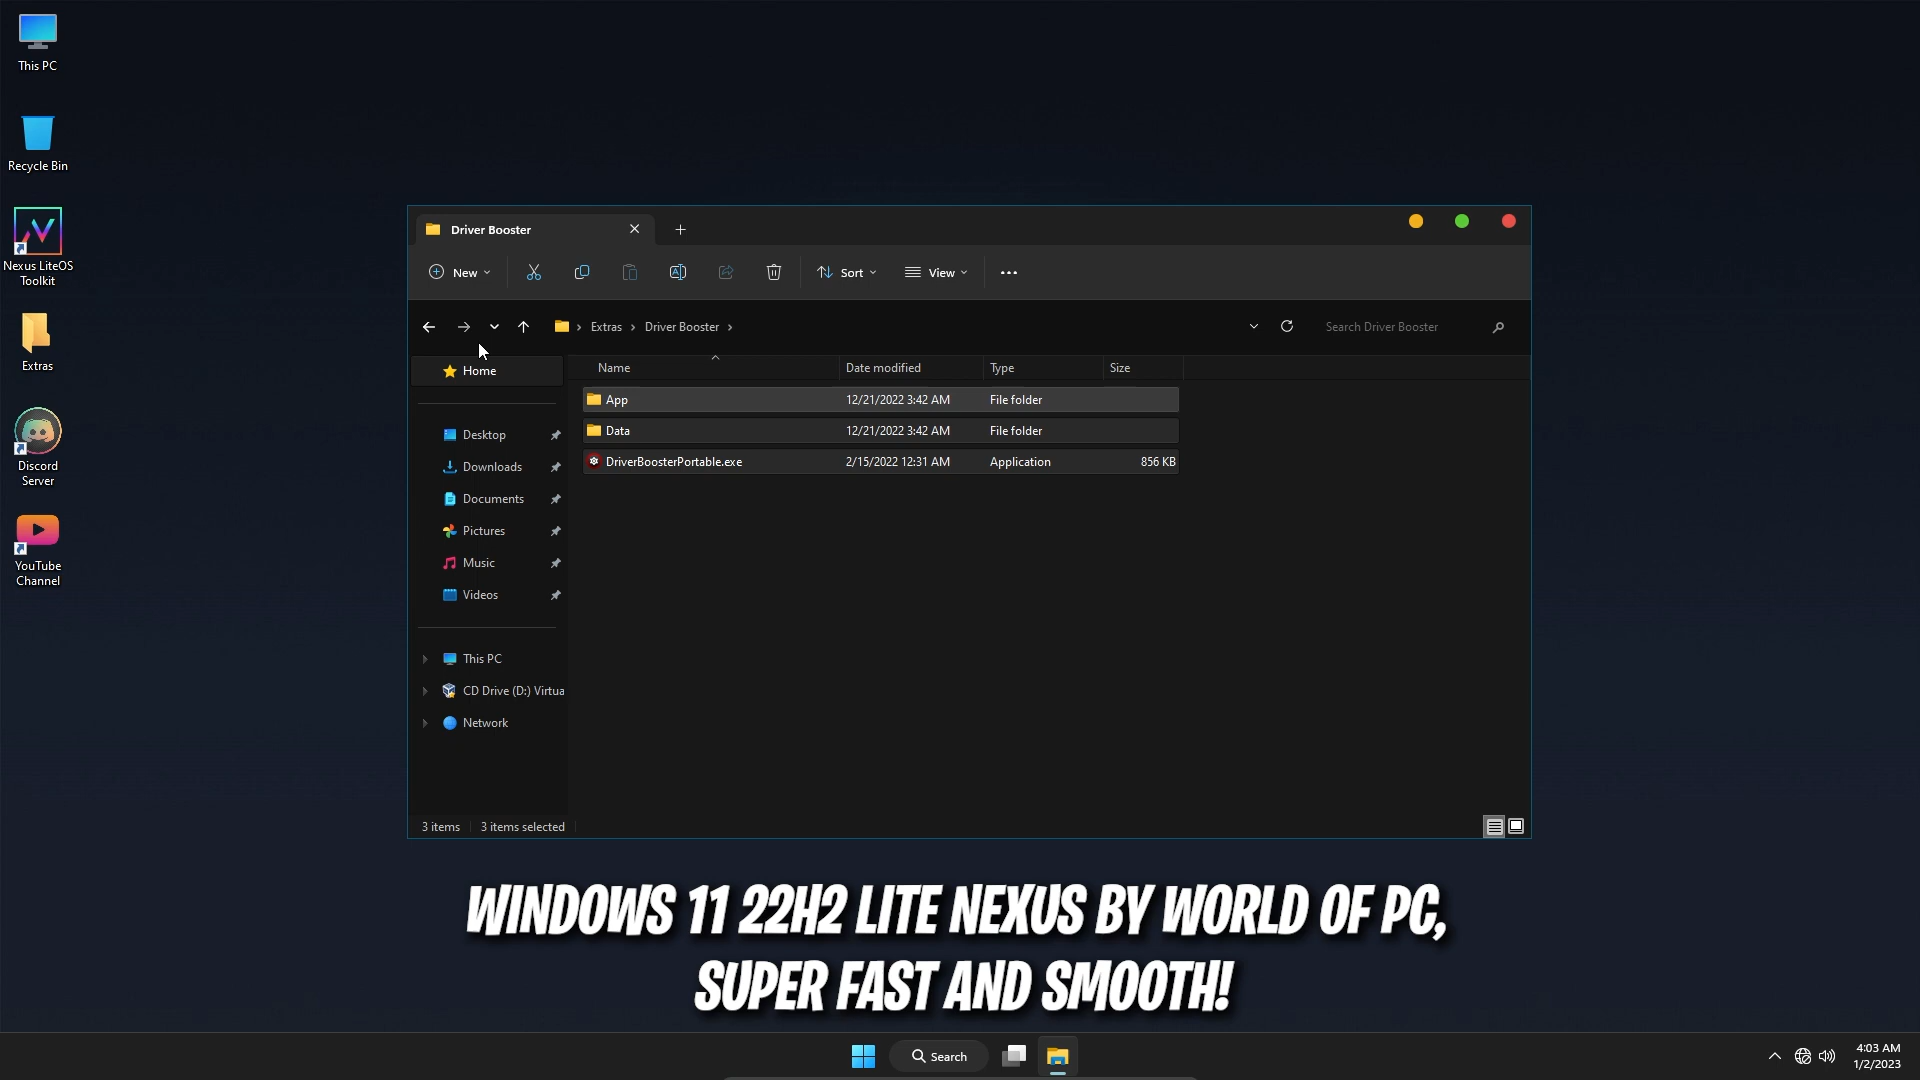 This PC
Recycle Bin
Nexus LiteOS
Toolkit
Extras
Discord
Server
YouTube
Channel
Driver Booster
New
Sort
View
Extras
Driver Booster
Search Driver Booster
Home
Desktop
Downloads
Documents
Pictures
Music
Videos
This PC
CD Drive (D:) Virtua
Network
Name Date modified Type Size
App 12/21/2022 3:42 AM File folder
Data 12/21/2022 3:42 AM File folder
DriverBoosterPortable.exe 2/15/2022 12:31 AM Application 856 KB
3 items 3 items selected
WINDOWS 11 22H2 LITE NEXUS BY WORLD OF PC,
SUPER FAST AND SMOOTH!
Search
4:03 AM
1/2/2023